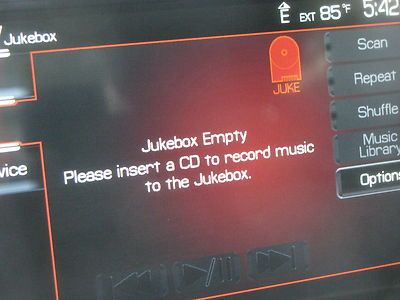 Jukebox
E EXT 85°F 5:42
JUKE
Scan
Repeat
Shuffle
Music
Library
Options
vice
Jukebox Empty
Please insert a CD to record music
to the Jukebox.